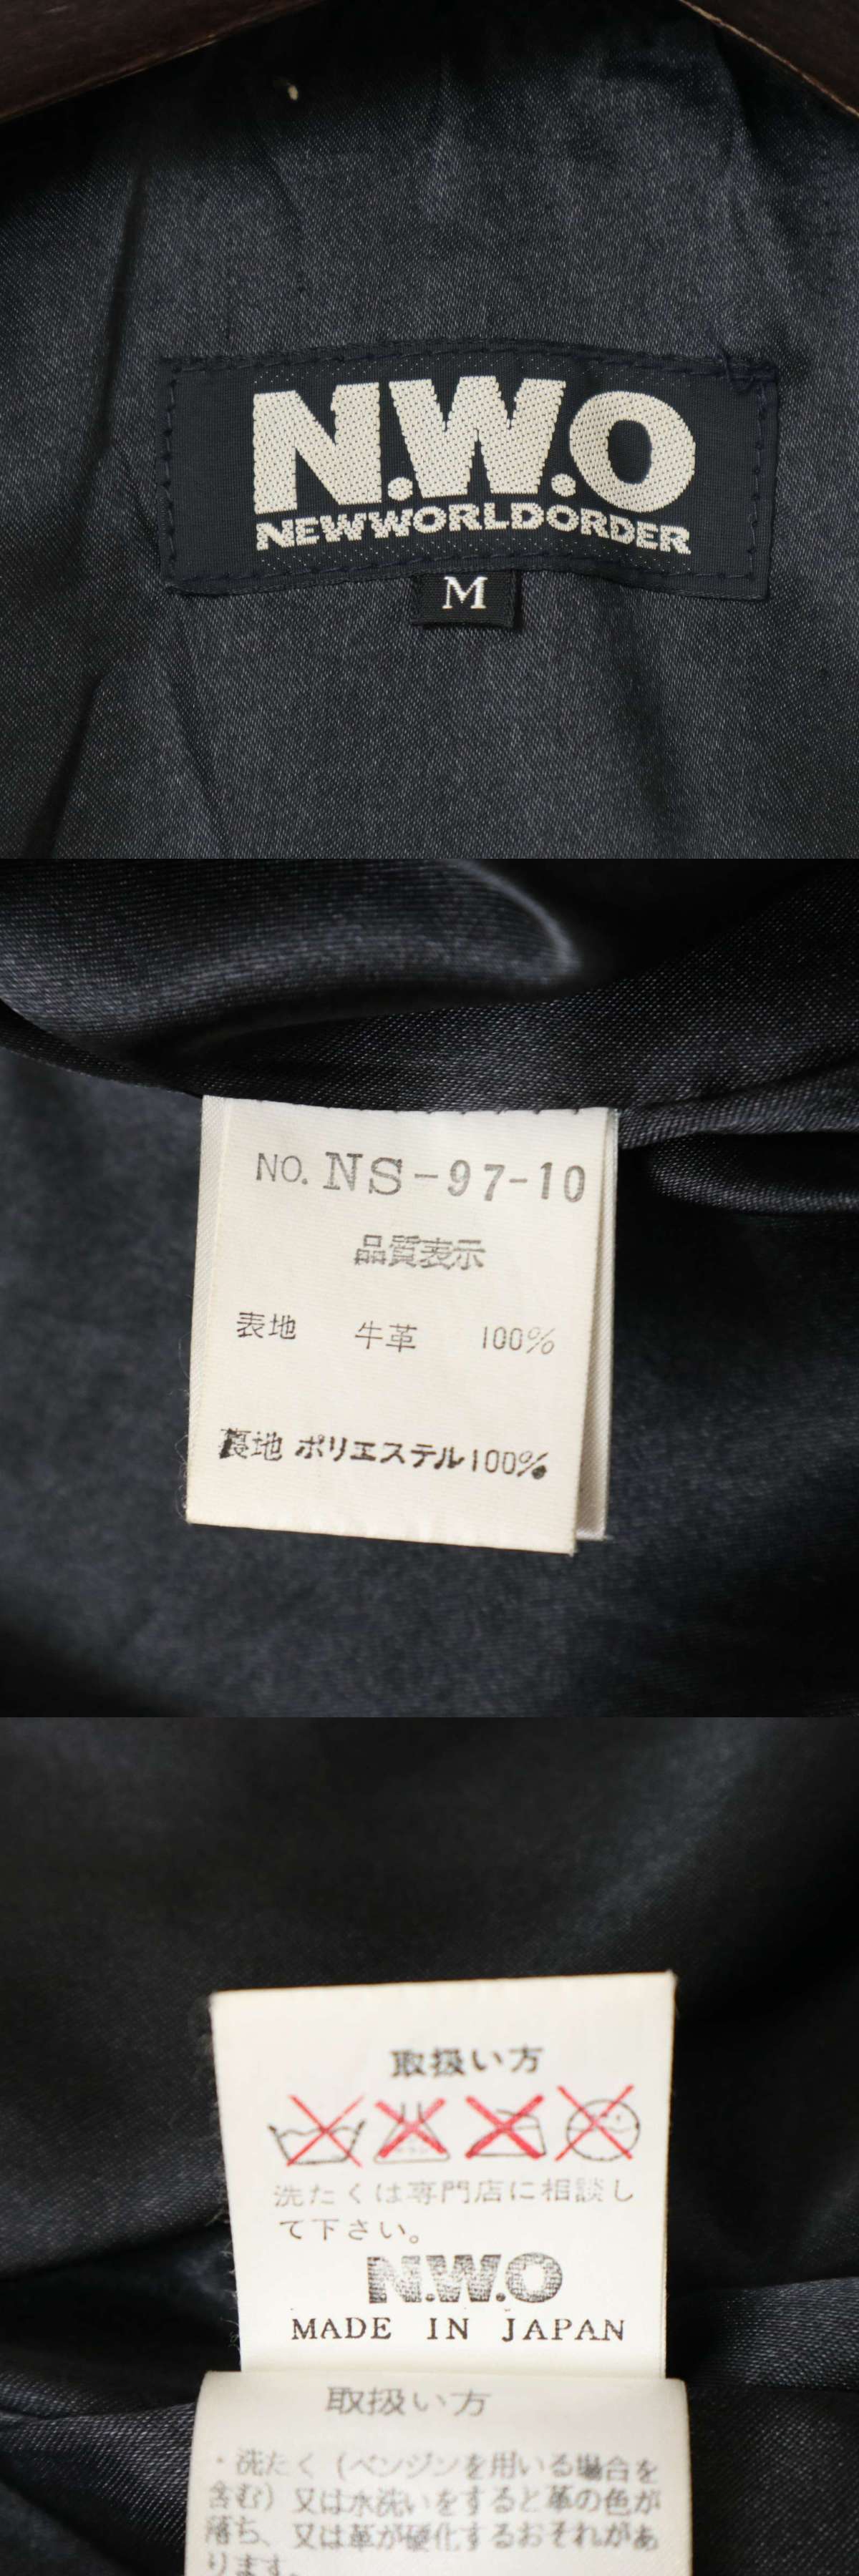 N.W.O
NEWWORLDORDER
M
NO. NS-97-10
品質表示
表地 牛革 100%
裏地 ポリエステル100%
取扱い方
洗たくは専門店に相談し
て下さい。
N.W.O
MADE IN JAPAN
取扱い方
・洗たく(ベンジンを用いる場合を
含む)又は水洗いをすると革の色が
落ち、又は革が硬化するおそれがあ
ります。